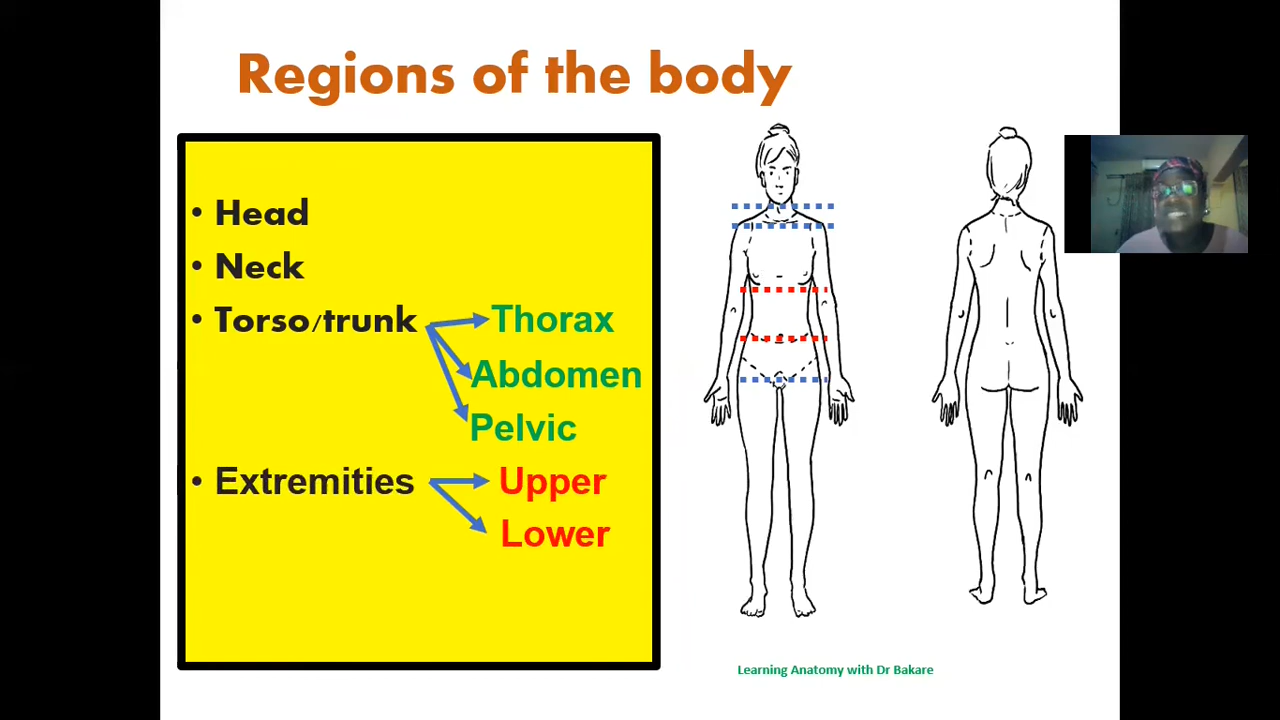 Regions of the body
• Head
• Neck
• Torso/trunk
Thorax
Abdomen
Pelvic
• Extremities
Upper
Lower
Learning Anatomy with Dr Bakare